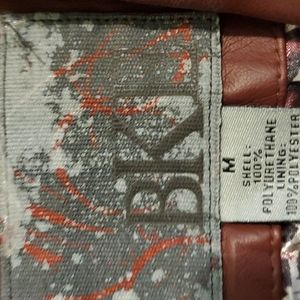 BKE
M
SHELL:
100%
POLYURETHANE
LINING:
100% POLYESTER